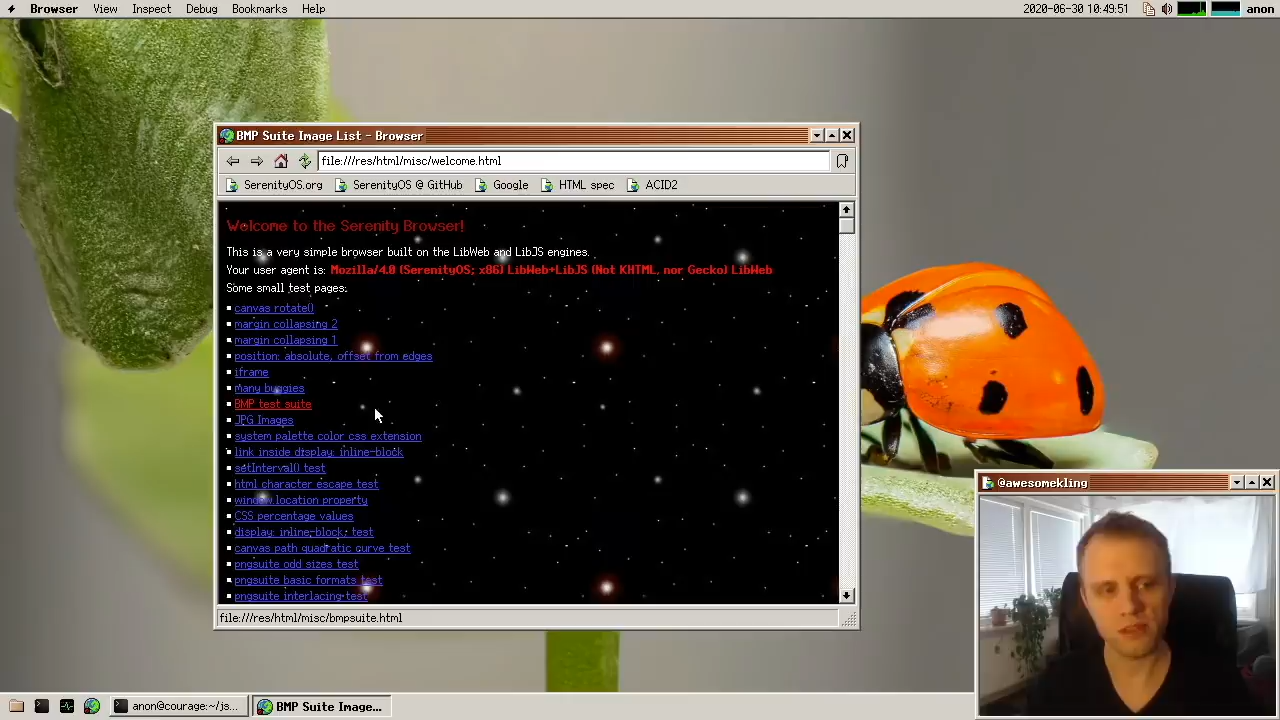 Browser View Inspect Debug Bookmarks Help 2020-06-30 10:49:51 anon
BMP Suite Image List - Browser
file:///res/html/misc/welcome.html
SerenityOS.org SerenityOS @ GitHub Google HTML spec ACID2
Welcome to the Serenity Browser!
This is a very simple browser built on the LibWeb and LibJS engines.
Your user agent is: Mozilla/4.0 (SerenityOS; x86) LibWeb+LibJS (Not KHTML, nor Gecko) LibWeb
Some small test pages:
canvas rotate()
margin collapsing 2
margin collapsing 1
position: absolute, offset from edges
iframe
many buggies
BMP test suite
JPG Images
system palette color css extension
link inside display: inline-block
setInterval() test
html character escape test
window location property
CSS percentage values
display: inline-block; test
canvas path quadratic curve test
pngsuite odd sizes test
pngsuite basic formats test
pngsuite interlacing test
file:///res/html/misc/bmpsuite.html
@awesomekling
anon@courage:~/js... BMP Suite Image...